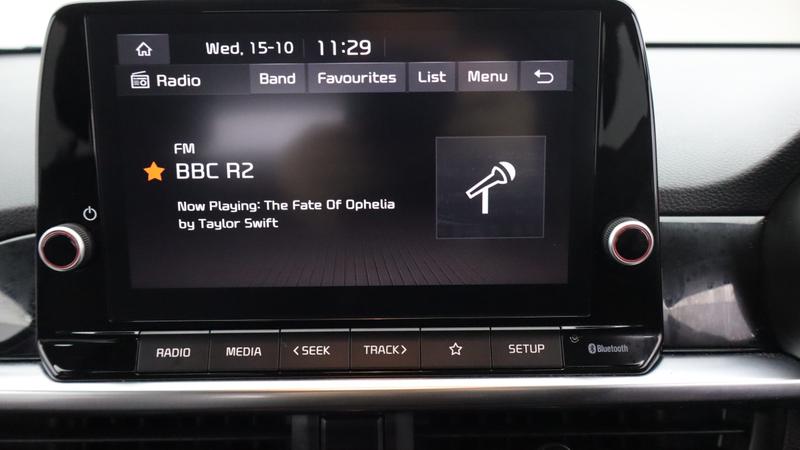 Wed, 15-10 11:29
Radio Band Favourites List Menu
FM
BBC R2
Now Playing: The Fate Of Ophelia
by Taylor Swift
RADIO MEDIA <SEEK TRACK> SETUP Bluetooth